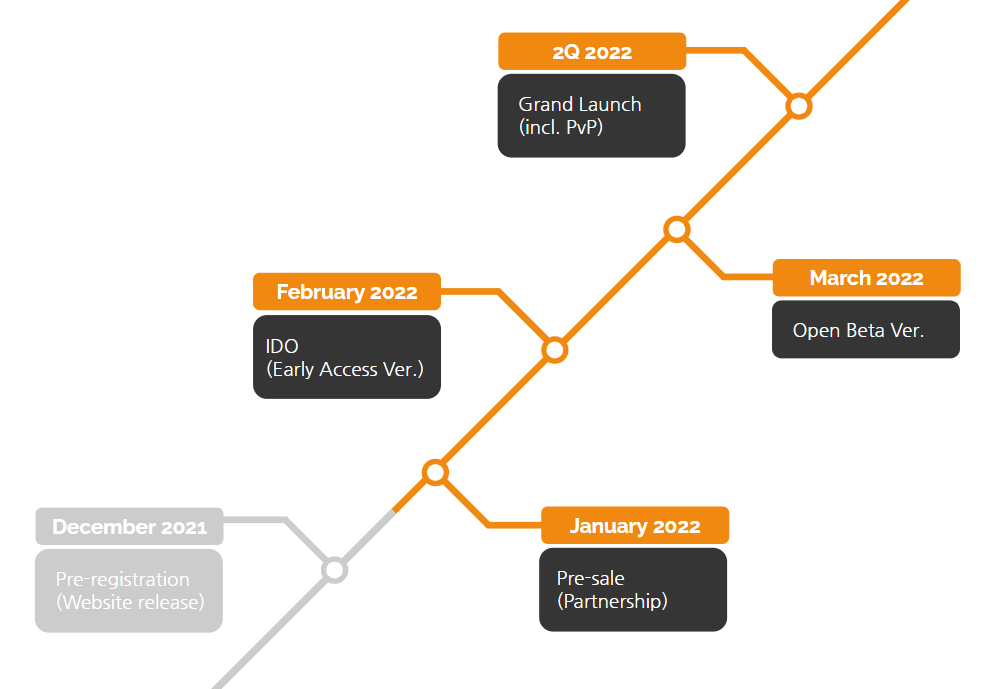 2Q 2022
Grand Launch
(incl. PvP)
March 2022
Open Beta Ver.
February 2022
IDO
(Early Access Ver.)
January 2022
Pre-sale
(Partnership)
December 2021
Pre-registration
(Website release)